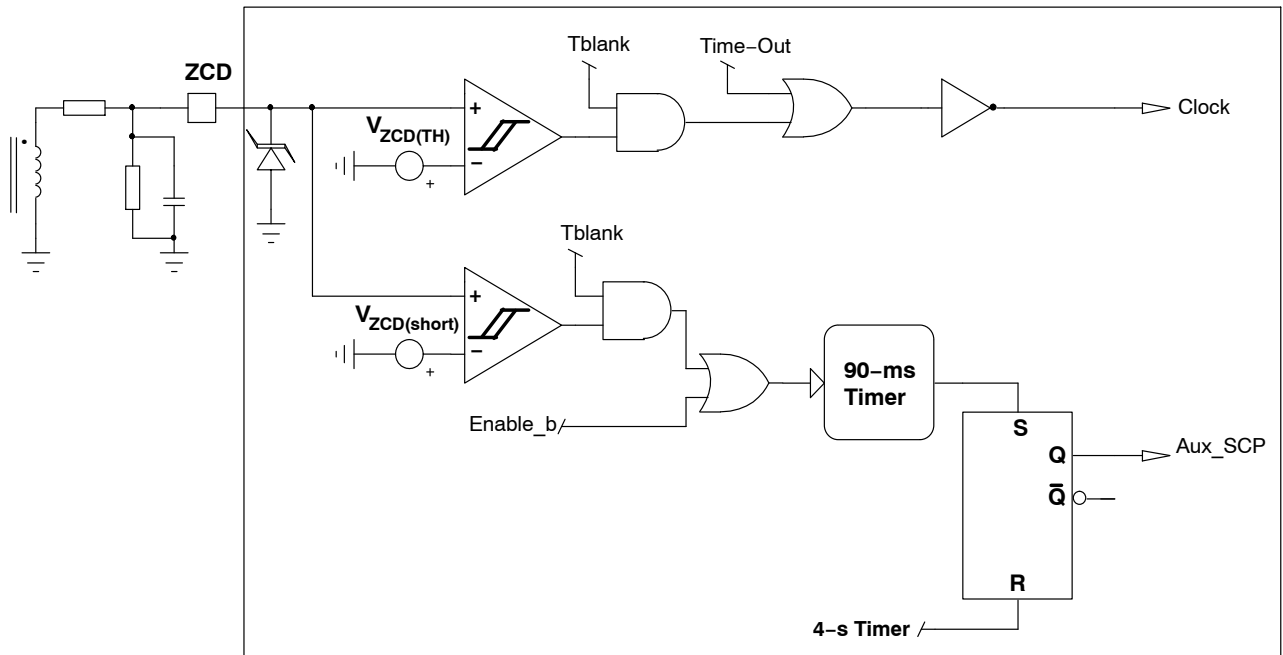 Tblank
Time−Out
ZCD
+
VZCD(TH)
−
+
Clock
Tblank
+
VZCD(short)
−
+
90−ms
Timer
Enable_b
S
Q
Aux_SCP
Q̅
R
4−s Timer